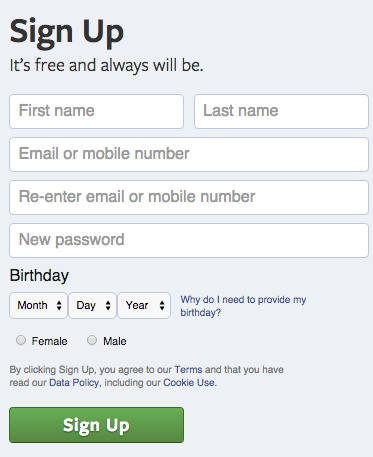 Sign Up
It's free and always will be.
First name Last name
Email or mobile number
Re-enter email or mobile number
New password
Birthday
Month Day Year Why do I need to provide my
birthday?
Female Male
By clicking Sign Up, you agree to our Terms and that you have
read our Data Policy, including our Cookie Use.
Sign Up